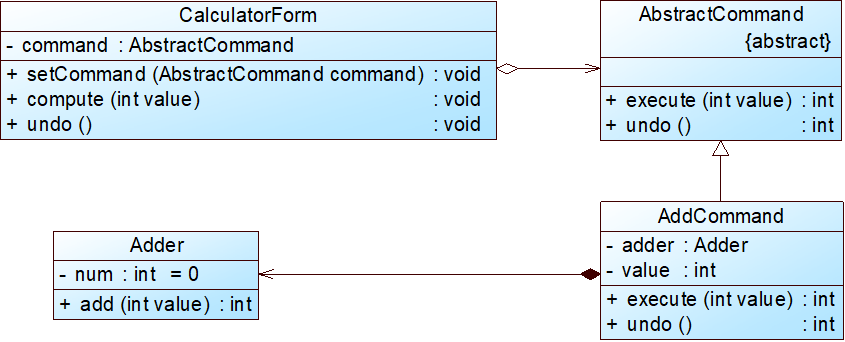 CalculatorForm
- command : AbstractCommand
+ setCommand (AbstractCommand command) : void
+ compute (int value) : void
+ undo () : void
AbstractCommand
{abstract}
+ execute (int value) : int
+ undo () : int
Adder
- num : int = 0
+ add (int value) : int
AddCommand
- adder : Adder
- value : int
+ execute (int value) : int
+ undo () : int